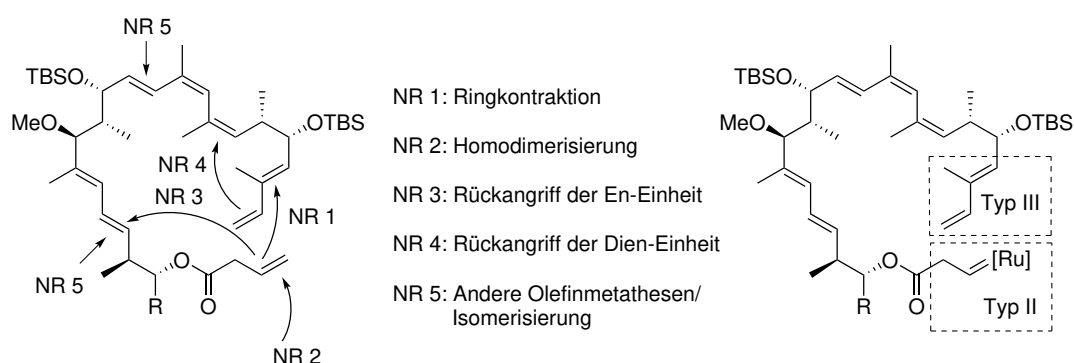 NR 5
TBSO
MeO
OTBS
NR 4
NR 3
NR 1
NR 5
O
O
R
NR 2
NR 1: Ringkontraktion
NR 2: Homodimerisierung
NR 3: Rückangriff der En-Einheit
NR 4: Rückangriff der Dien-Einheit
NR 5: Andere Olefinmetathesen/
Isomerisierung
TBSO
MeO
OTBS
Typ III
O
[Ru]
O
R
Typ II